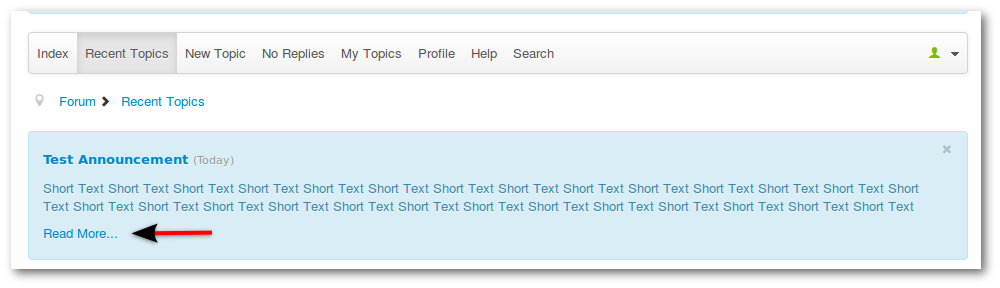 Index Recent Topics New Topic No Replies My Topics Profile Help Search
Forum Recent Topics
Test Announcement (Today)
Short Text Short Text Short Text Short Text Short Text Short Text Short Text Short Text Short Text Short Text Short Text Short Text Short Text Short
Text Short Text Short Text Short Text Short Text Short Text Short Text Short Text Short Text Short Text Short Text Short Text Short Text Short Text
Read More...